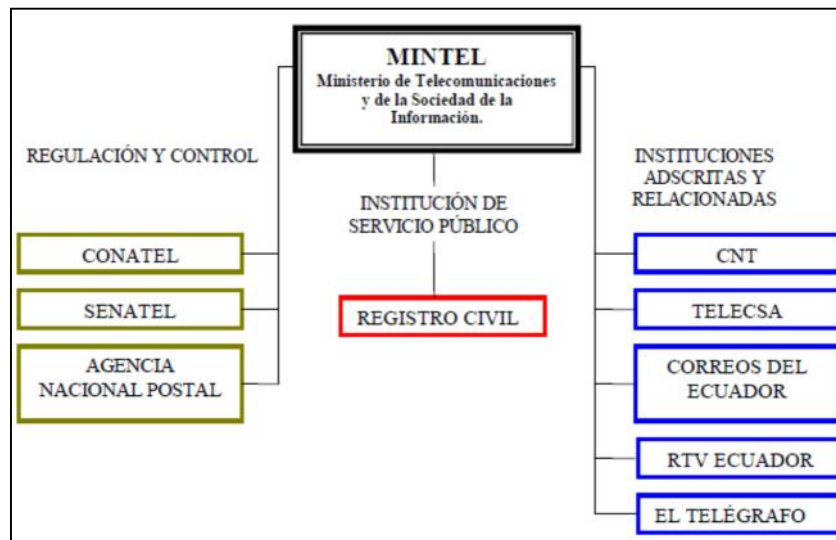 MINTEL
Ministerio de Telecomunicaciones
y de la Sociedad de la
Información.
REGULACIÓN Y CONTROL
CONATEL
SENATEL
AGENCIA
NACIONAL POSTAL
INSTITUCIÓN DE
SERVICIO PÚBLICO
REGISTRO CIVIL
INSTITUCIONES
ADSCRITAS Y
RELACIONADAS
CNT
TELECSA
CORREOS DEL
ECUADOR
RTV ECUADOR
EL TELÉGRAFO